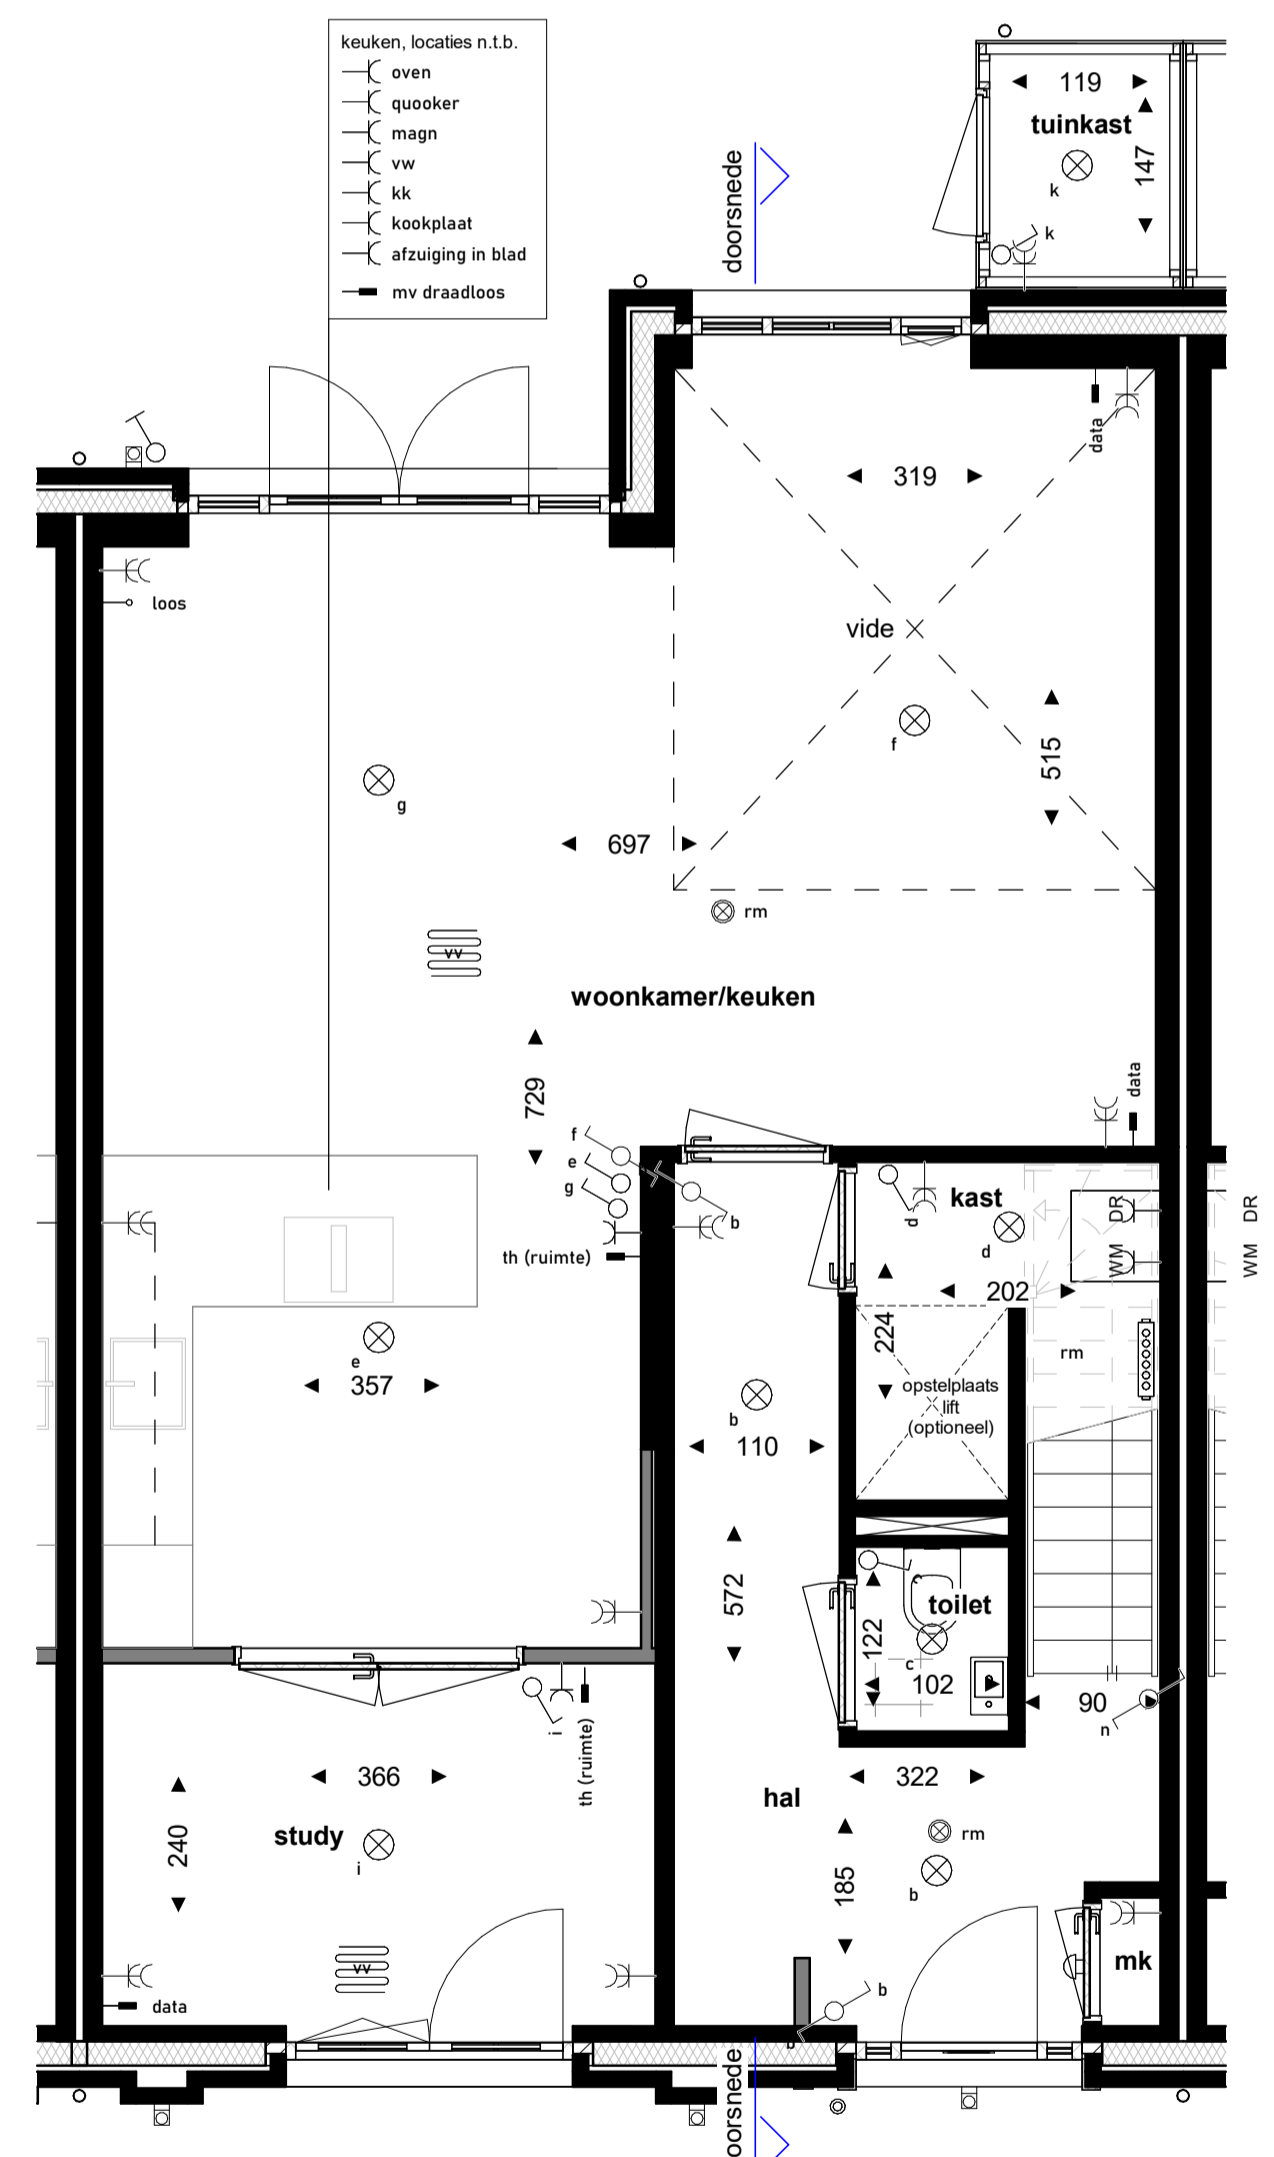 keuken, locaties n.t.b.
oven
quooker
magn
vw
kk
kookplaat
afzuiging in blad
mv draadloos
119
tuinkast
147
k
k
doorsnede
data
319
loos
vide
f
515
g
697
rm
vv
woonkamer/keuken
729
data
f
e
g
b
th (ruimte)
kast
d
d
WM DR
WM DR
202
224
rm
e
357
opstelplaats
lift
(optioneel)
b
110
572
c
toilet
122
c
102
90
n
i
th (ruimte)
366
322
hal
240
study
i
rm
185
b
mk
vv
data
b
b
oorsnede